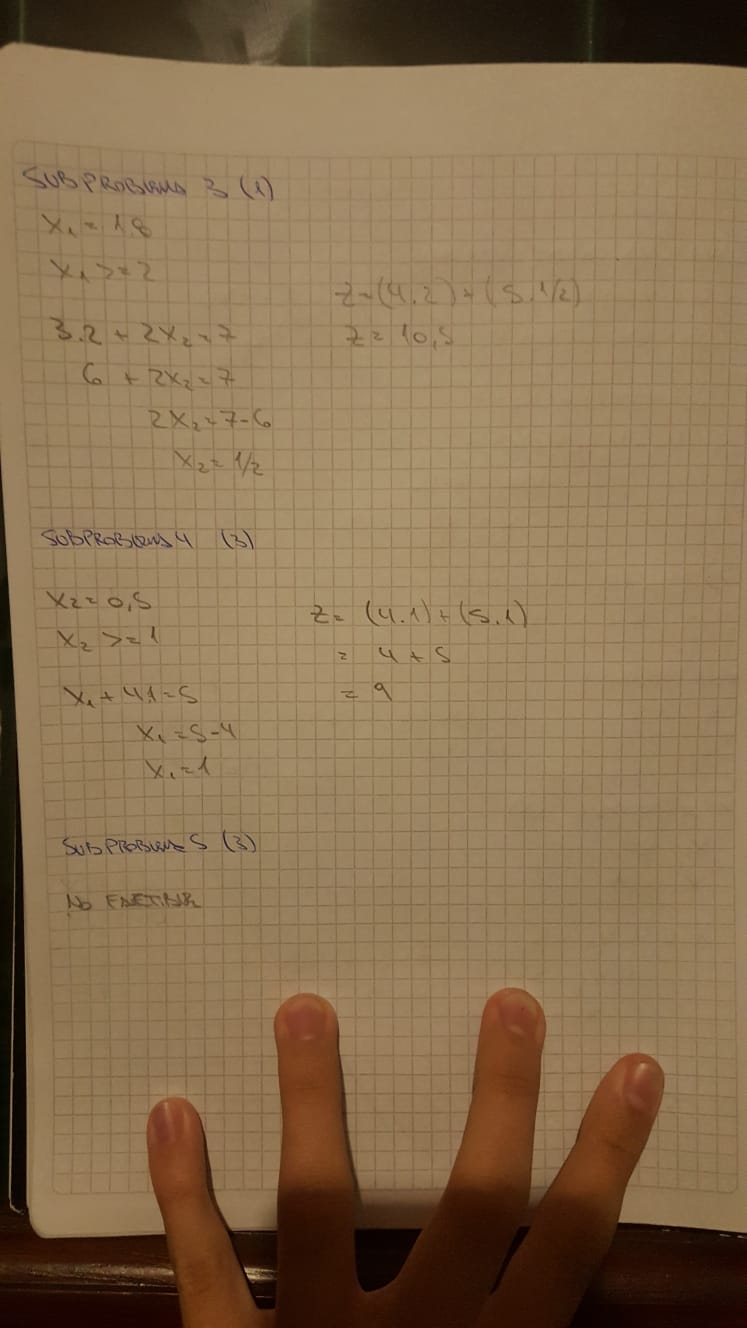 SUBPROBLEMA 3 (1)
X₁ = 1,8
X₁ >= 2
3.2 + 2X₂ = 7
6 + 2X₂ = 7
2X₂ = 7-6
X₂ = 1/2
Z = (4.2) + (5.1/2)
Z = 10,5
SUBPROBLEMA 4 (3)
X₂ = 0,5
X₂ >= 1
X₁ + 4.1 = 5
X₁ = 5-4
X₁ = 1
Z = (4.1) + (5.1)
= 4 + 5
= 9
SUBPROBLEMA 5 (3)
NO FACTIBLE